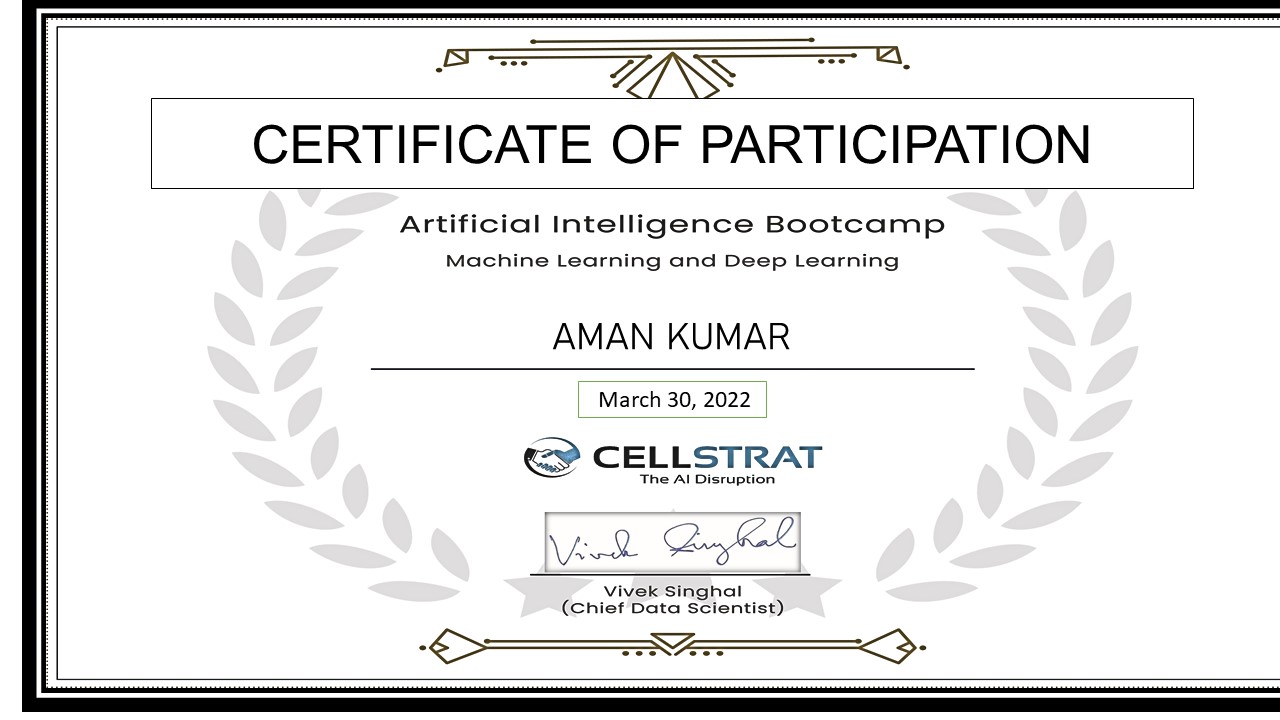 CERTIFICATE OF PARTICIPATION
Artificial Intelligence Bootcamp
Machine Learning and Deep Learning
AMAN KUMAR
March 30, 2022
CELLSTRAT
The AI Disruption
Vivek Singhal
Vivek Singhal
(Chief Data Scientist)